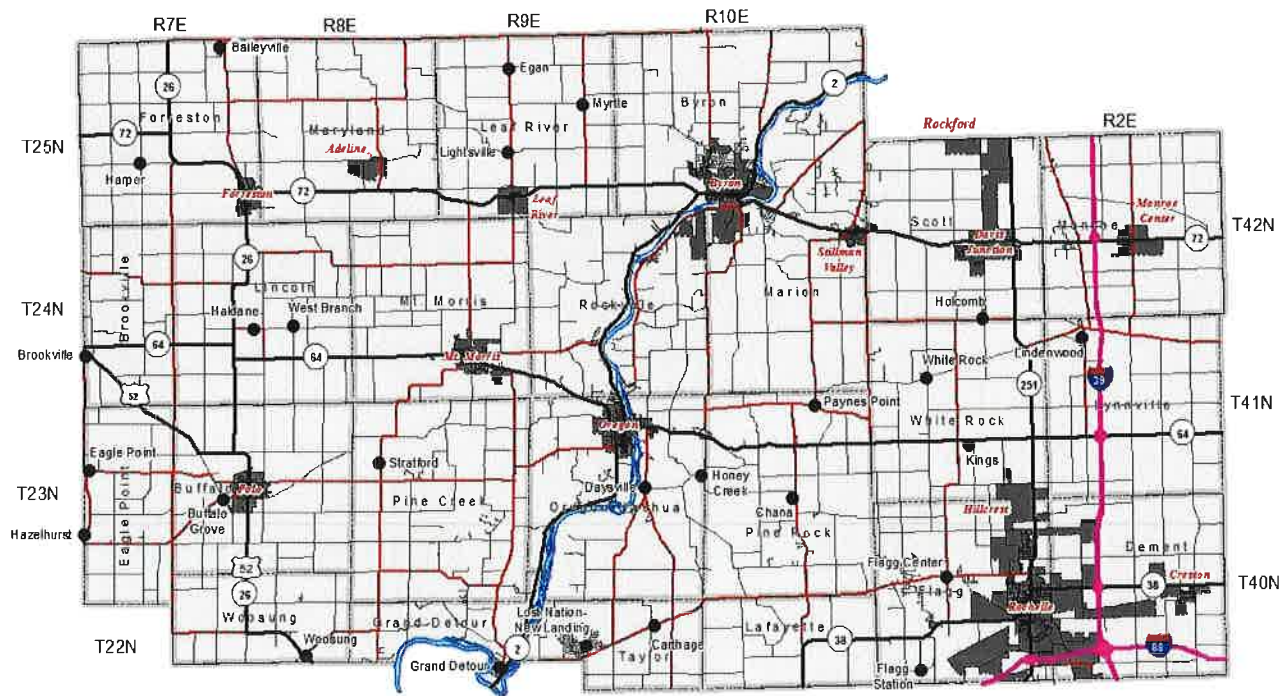 R7E
R8E
R9E
R10E
Baileyville
Egan
2
26
Myrtle
Byron
Forreston
72
Maryland
Leaf River
Rockford
R2E
T25N
Adeline
Lightsville
Harper
Forreston
72
Leaf
River
Byron
Scott
Monroe
Monroe
Center
Davis
Junction
72
T42N
Stillman
Valley
26
Lincoln
Brookville
Mt. Morris
Rockvale
Marion
Holcomb
T24N
Haldane
West Branch
64
64
Brookville
Mt. Morris
White Rock
Lindenwood
52
251
39
Lynnville
T41N
Paynes Point
White Rock
64
Oregon
Kings
Eagle Point
Stratford
Honey
Creek
T23N
Buffalo
Polo
Pine Creek
Daysville
Chana
Hillcrest
Buffalo
Grove
Pine Rock
Hazelhurst
Eagle Point
Dement
52
Flagg Center
Flagg
38
Creston
T40N
26
Woosung
Grand Detour
Lost Nation-
New Landing
Rochelle
Lafayette
38
T22N
Woosung
2
Carthage
Taylor
Grand Detour
Flagg
Station
88